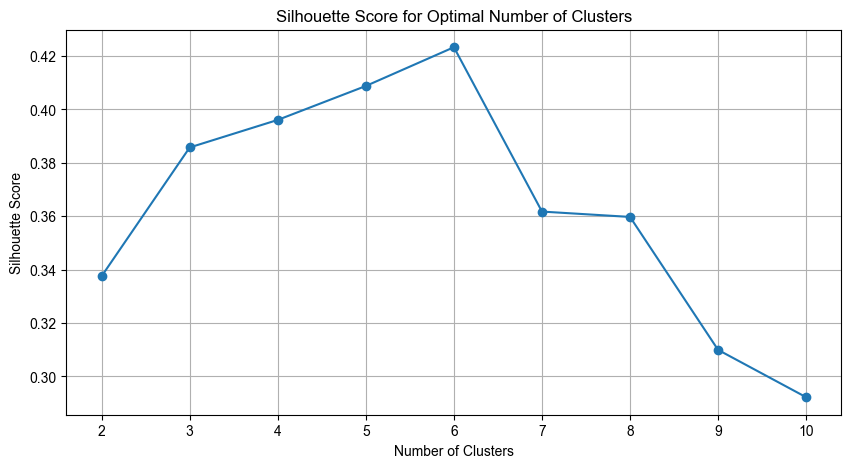 Silhouette Score for Optimal Number of Clusters
0.42
0.40
0.38
0.36
0.34
0.32
0.30
Silhouette Score
2 3 4 5 6 7 8 9 10
Number of Clusters